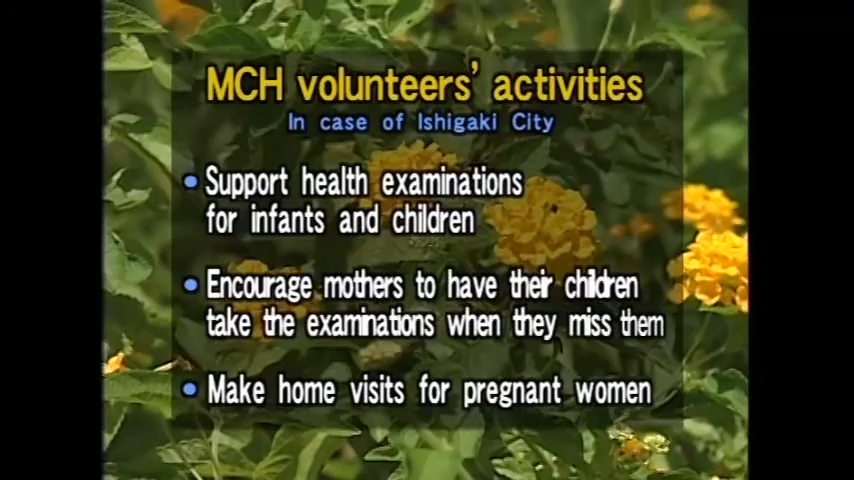 MCH volunteers' activities
In case of Ishigaki City
• Support health examinations
for infants and children
• Encourage mothers to have their children
take the examinations when they miss them
• Make home visits for pregnant women